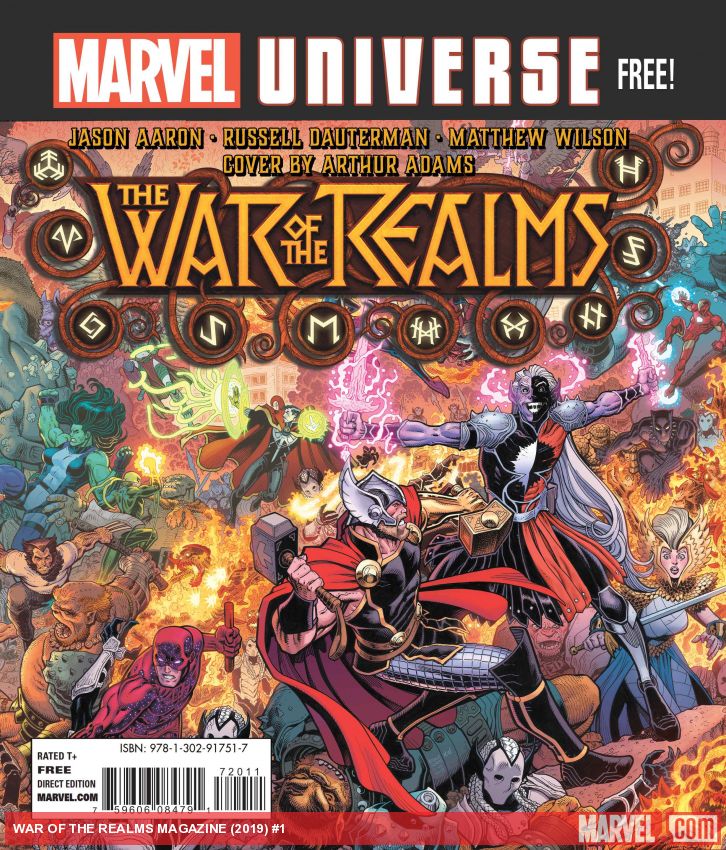 MARVEL UNIVERSE FREE!
JASON AARON · RUSSELL DAUTERMAN · MATTHEW WILSON
COVER BY ARTHUR ADAMS
THE WAR OF THE REALMS
RATED T+
FREE
DIRECT EDITION
MARVEL.COM
ISBN: 978-1-302-91751-7
72011
7 59606 08479 1
WAR OF THE REALMS MAGAZINE (2019) #1
MARVEL.COM